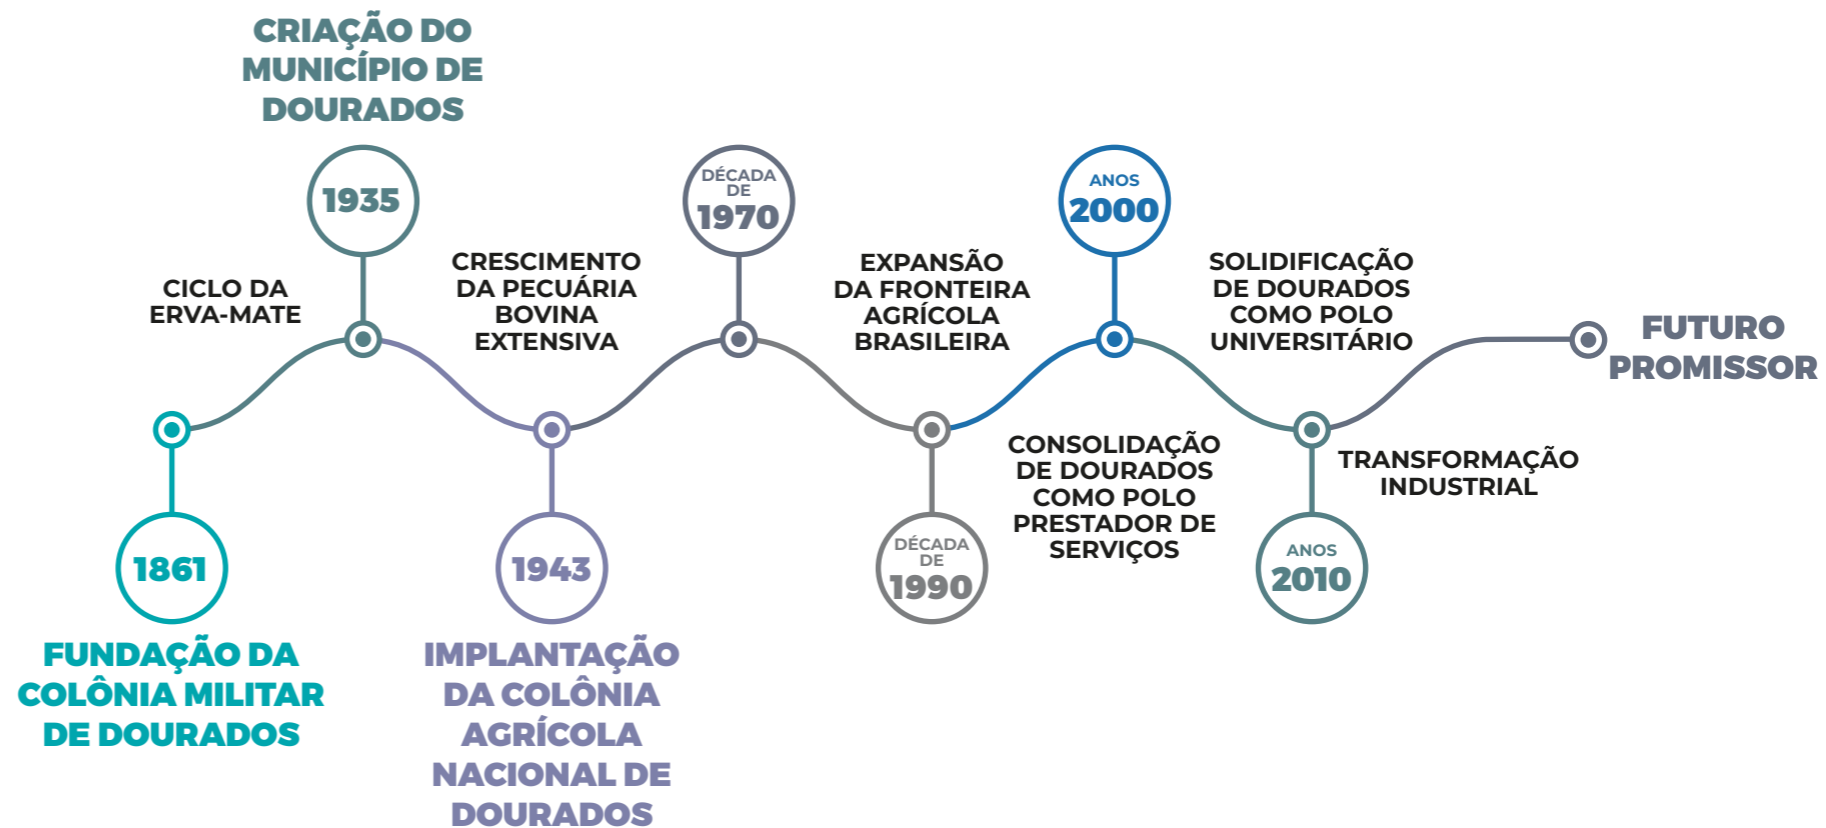 CRIAÇÃO DO
MUNICÍPIO DE
DOURADOS
1935
CICLO DA
ERVA-MATE
1861
FUNDAÇÃO DA
COLÔNIA MILITAR
DE DOURADOS
CRESCIMENTO
DA PECUÁRIA
BOVINA
EXTENSIVA
1943
IMPLANTAÇÃO
DA COLÔNIA
AGRÍCOLA
NACIONAL DE
DOURADOS
DÉCADA
DE
1970
EXPANSÃO
DA FRONTEIRA
AGRÍCOLA
BRASILEIRA
DÉCADA
DE
1990
ANOS
2000
CONSOLIDAÇÃO
DE DOURADOS
COMO POLO
PRESTADOR DE
SERVIÇOS
SOLIDIFICAÇÃO
DE DOURADOS
COMO POLO
UNIVERSITÁRIO
ANOS
2010
TRANSFORMAÇÃO
INDUSTRIAL
FUTURO
PROMISSOR